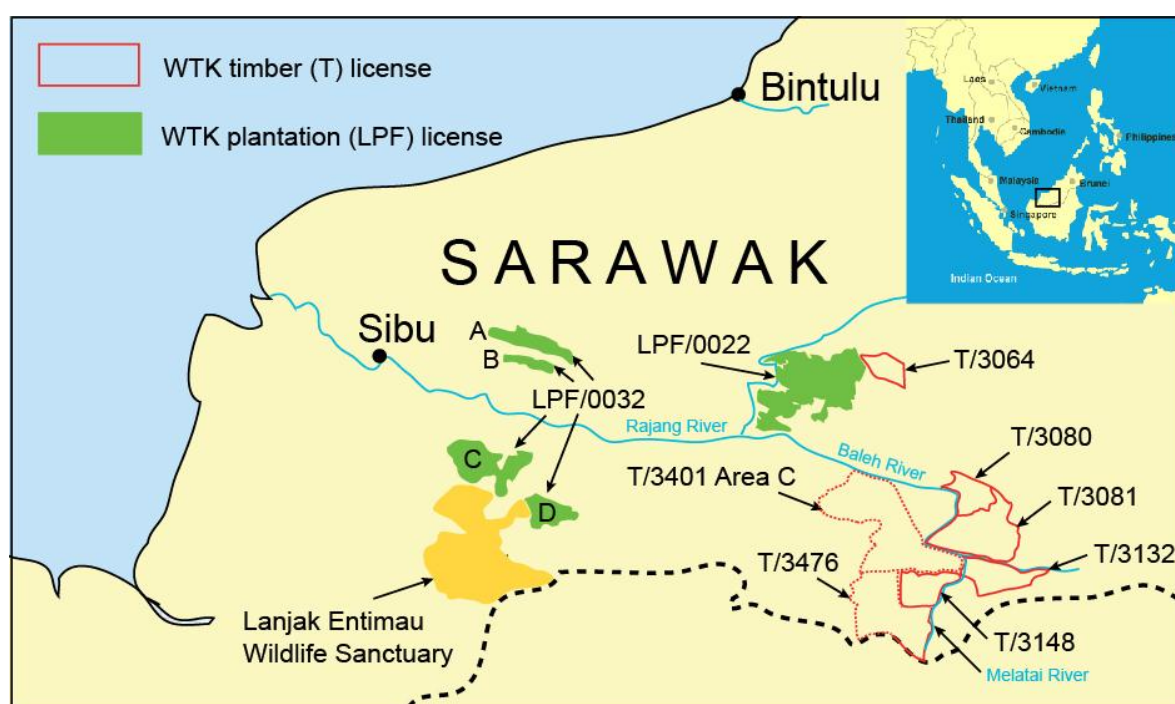 WTK timber (T) license
WTK plantation (LPF) license
Bintulu
Laos
Vietnam
Thailand
Cambodia
Philippines
Malaysia
Brunei
Singapore
Indian Ocean
SARAWAK
Sibu
A
B
LPF/0032
LPF/0022
T/3064
Rajang River
Baleh River
T/3080
T/3401 Area C
T/3081
C
D
T/3476
T/3132
Lanjak Entimau
Wildlife Sanctuary
T/3148
Melatai River